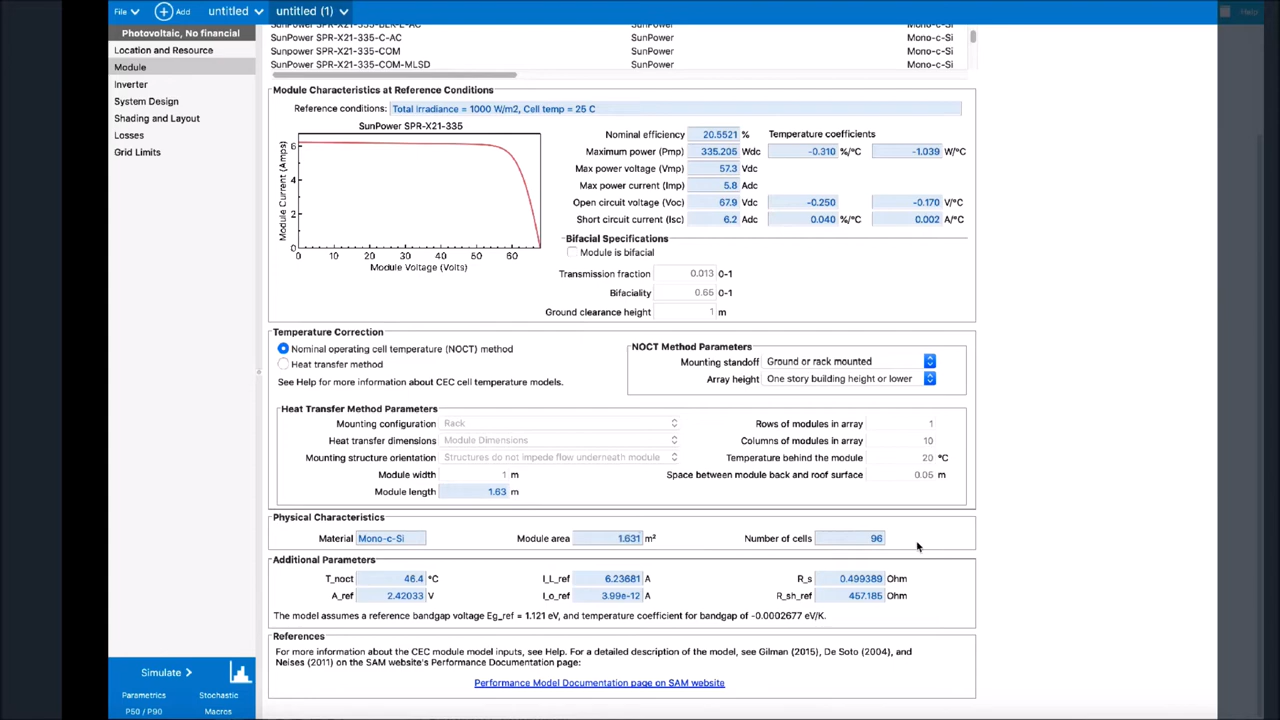 File
Add
untitled
untitled (1)
Help
Photovoltaic, No financial
Location and Resource
Module
Inverter
System Design
Shading and Layout
Losses
Grid Limits
Simulate >
Parametrics
Stochastic
P50 / P90
Macros
SunPower SPR-X21-335-BLK-E-AC SunPower Mono-c-Si
SunPower SPR-X21-335-C-AC SunPower Mono-c-Si
SunPower SPR-X21-335-COM SunPower Mono-c-Si
SunPower SPR-X21-335-COM-MLSD SunPower Mono-c-Si
Module Characteristics at Reference Conditions
Reference conditions: Total Irradiance = 1000 W/m2, Cell temp = 25 C
SunPower SPR-X21-335
Module Current (Amps)
6
4
2
0
0 10 20 30 40 50 60
Module Voltage (Volts)
Nominal efficiency 20.5521 % Temperature coefficients
Maximum power (Pmp) 335.205 Wdc -0.310 %/°C -1.039 W/°C
Max power voltage (Vmp) 57.3 Vdc
Max power current (Imp) 5.8 Adc
Open circuit voltage (Voc) 67.9 Vdc -0.250 -0.170 V/°C
Short circuit current (Isc) 6.2 Adc 0.040 %/°C 0.002 A/°C
Bifacial Specifications
Module is bifacial
Transmission fraction 0.013 0-1
Bifaciality 0.65 0-1
Ground clearance height 1 m
Temperature Correction
Nominal operating cell temperature (NOCT) method
Heat transfer method
See Help for more information about CEC cell temperature models.
NOCT Method Parameters
Mounting standoff Ground or rack mounted
Array height One story building height or lower
Heat Transfer Method Parameters
Mounting configuration Rack Rows of modules in array 1
Heat transfer dimensions Module Dimensions Columns of modules in array 10
Mounting structure orientation Structures do not impede flow underneath module Temperature behind the module 20 °C
Module width 1 m Space between module back and roof surface 0.05 m
Module length 1.63 m
Physical Characteristics
Material Mono-c-Si Module area 1.631 m² Number of cells 96
Additional Parameters
T_noct 46.4 °C I_L_ref 6.23681 A R_s 0.499389 Ohm
A_ref 2.42033 V I_o_ref 3.99e-12 A R_sh_ref 457.185 Ohm
The model assumes a reference bandgap voltage Eg_ref = 1.121 eV, and temperature coefficient for bandgap of -0.0002677 eV/K.
References
For more information about the CEC module model inputs, see Help. For a detailed description of the model, see Gilman (2015), De Soto (2004), and
Neises (2011) on the SAM website's Performance Documentation page:
Performance Model Documentation page on SAM website